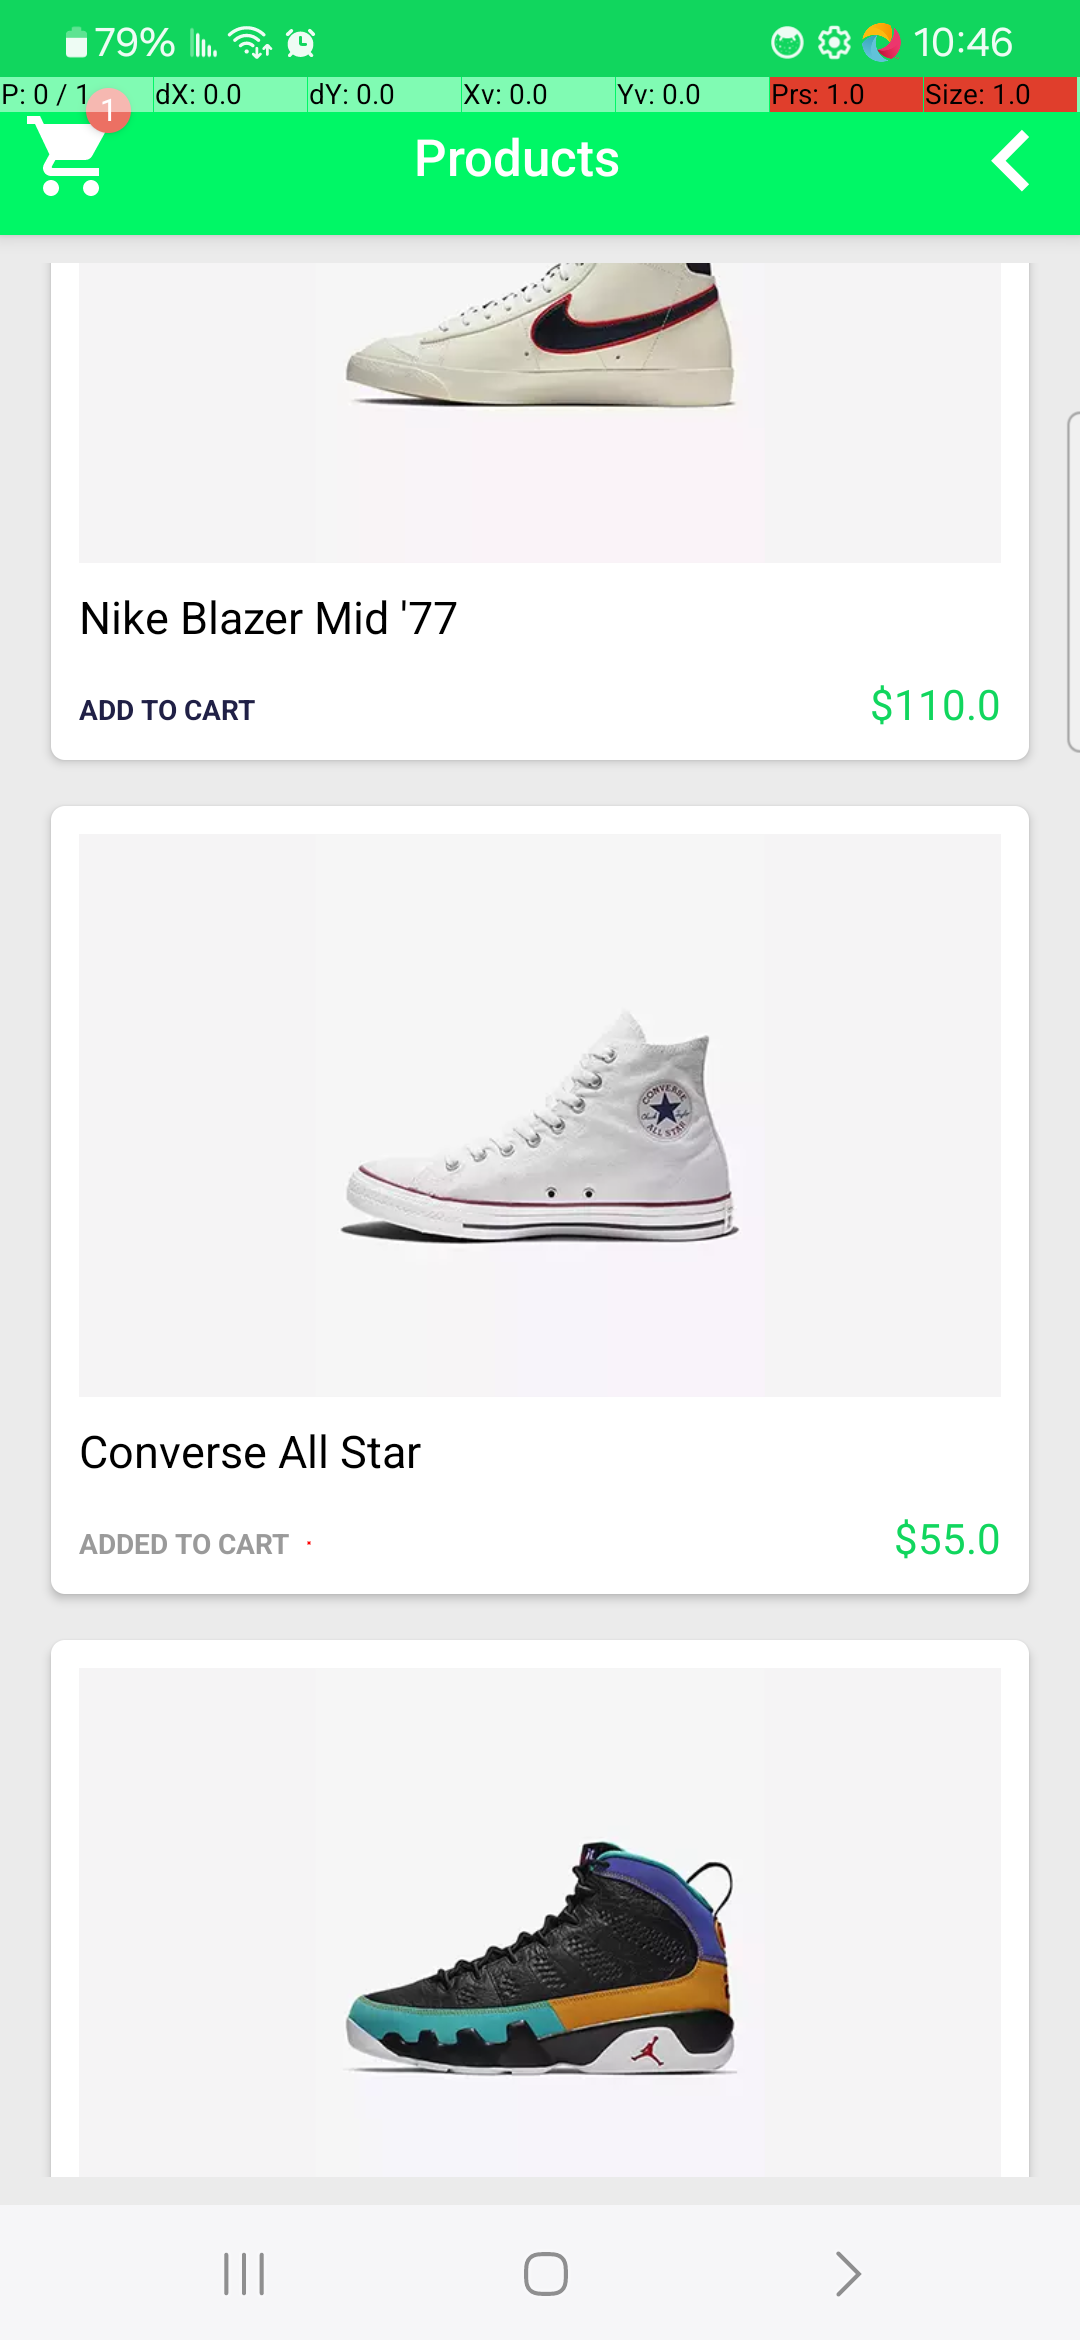 79%
10:46
P: 0 / 1
dX: 0.0
dY: 0.0
Xv: 0.0
Yv: 0.0
Prs: 1.0
Size: 1.0
1
Products
Nike Blazer Mid '77
ADD TO CART
$110.0
CONVERSE
ALL STAR
Converse All Star
ADDED TO CART
$55.0